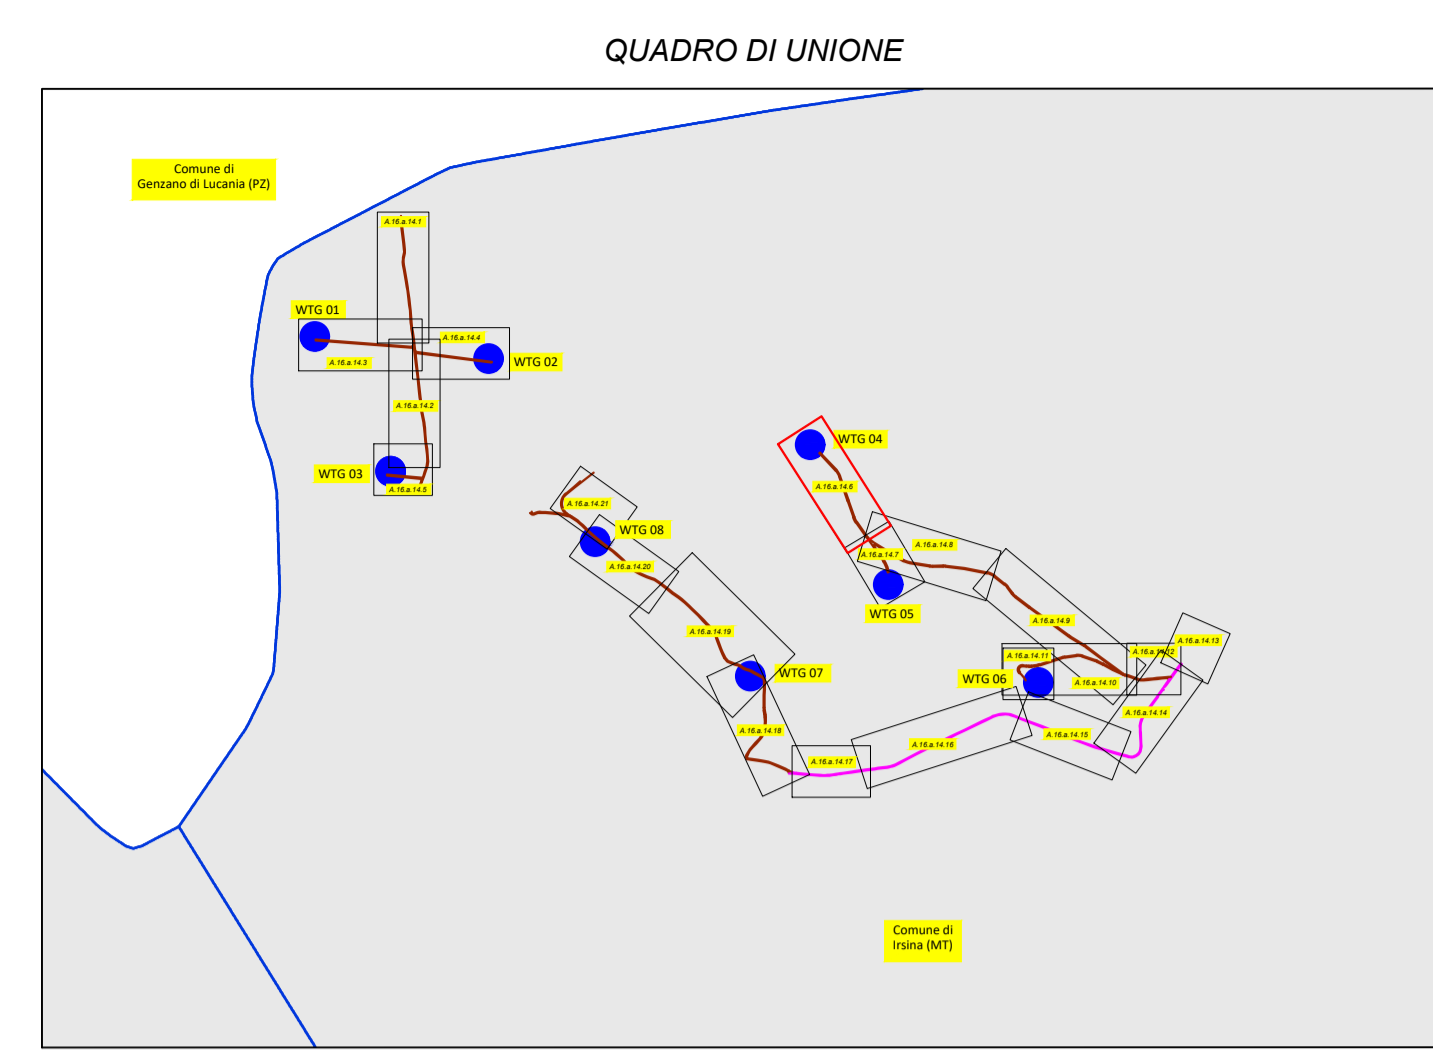 QUADRO DI UNIONE
Comune di
Genzano di Lucania (PZ)
A.16.a.14.1
WTG 01
A.16.a.14.4
A.16.a.14.3
WTG 02
A.16.a.14.2
WTG 03
A.16.a.14.5
WTG 04
A.16.a.14.6
A.16.a.14.21
WTG 08
A.16.a.14.20
A.16.a.14.8
A.16.a.14.7
WTG 05
A.16.a.14.9
A.16.a.14.19
A.16.a.14.13
A.16.a.14.11
A.16.a.14.12
WTG 07
WTG 06
A.16.a.14.10
A.16.a.14.14
A.16.a.14.18
A.16.a.14.15
A.16.a.14.16
A.16.a.14.17
Comune di
Irsina (MT)